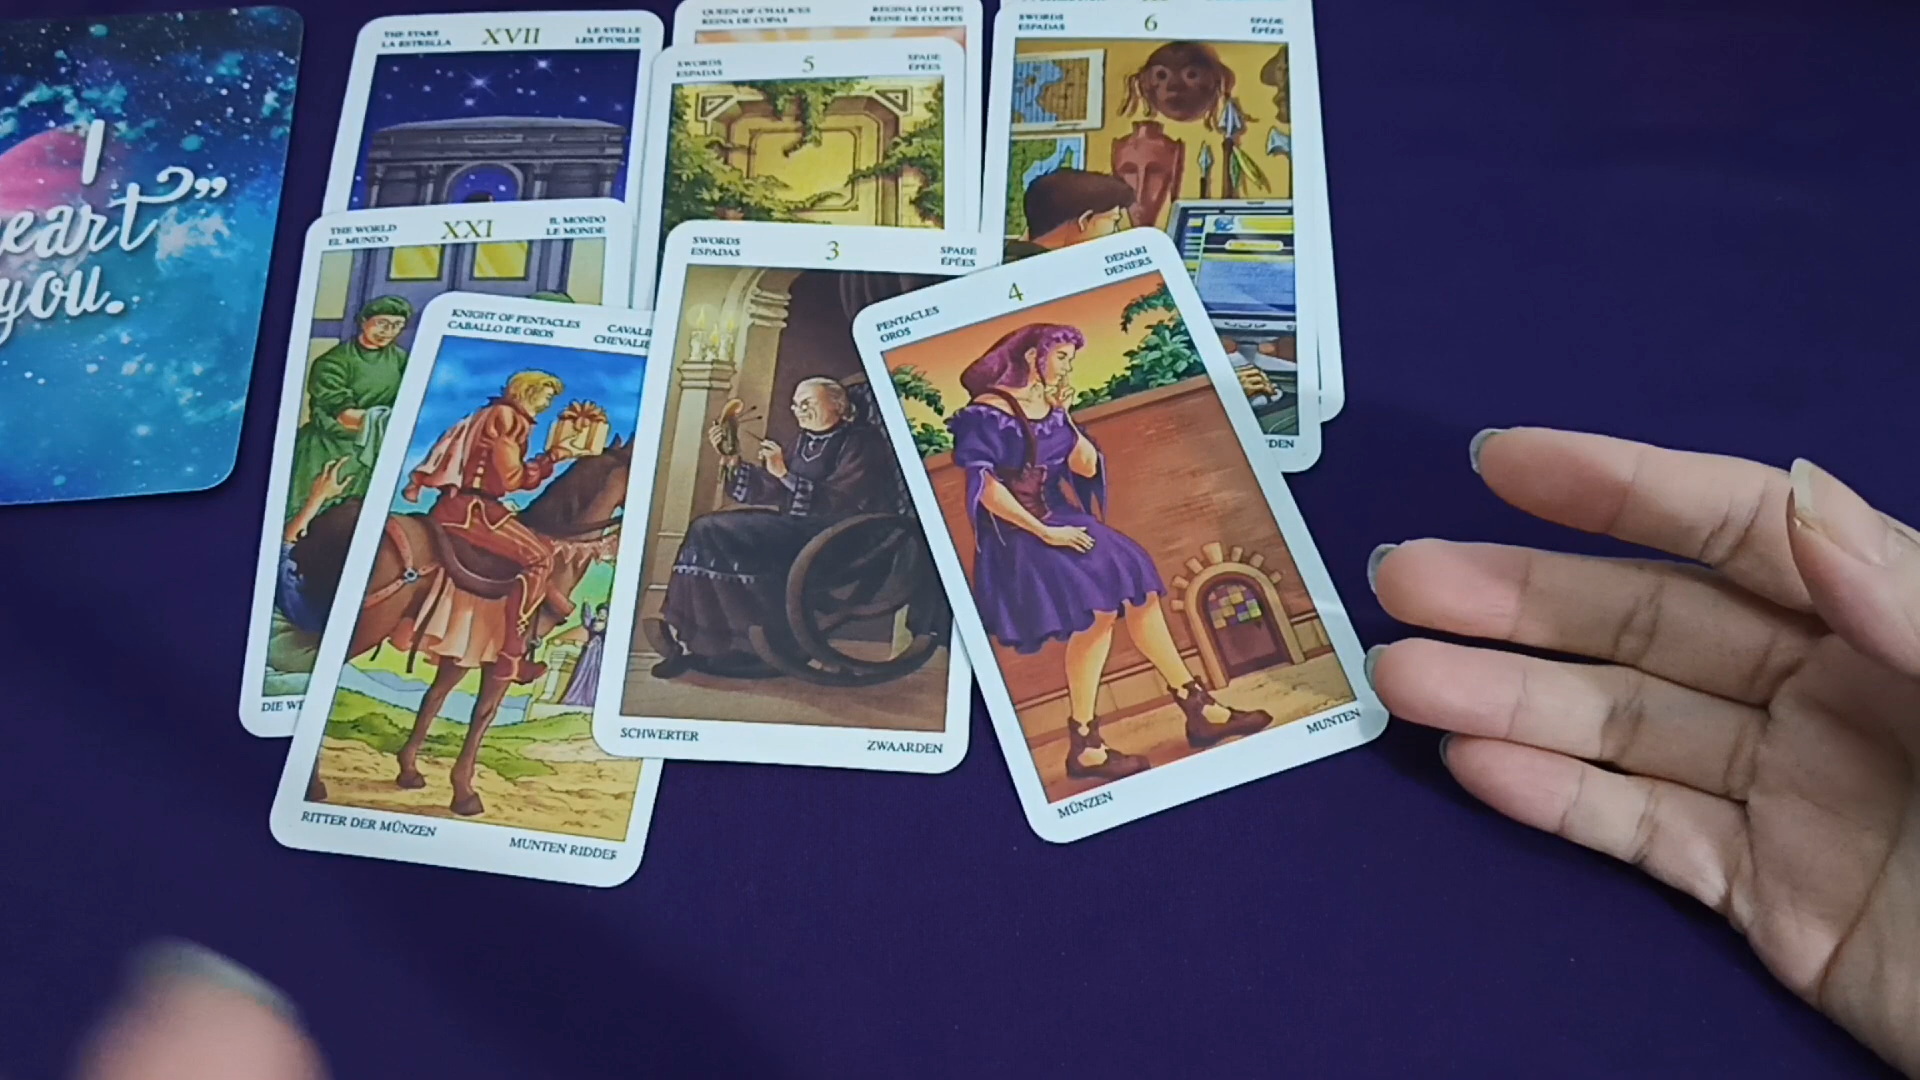 I
heart”
you.
THE STARS
LA ESTRELLA
XVII
LE STELLE
LES ÉTOILES
QUEEN OF CHALICES
REINA DE COPAS
REGINA DI COPPE
REINE DE COUPES
SWORDS
ESPADAS
5
SPADE
ÉPÉES
SWORDS
ESPADAS
6
SPADE
ÉPÉES
THE WORLD
EL MUNDO
XXI
IL MONDO
LE MONDE
KNIGHT OF PENTACLES
CABALLO DE OROS
RITTER DER MÜNZEN
MUNTEN RIDDER
SWORDS
ESPADAS
3
SPADE
ÉPÉES
SCHWERTER
ZWAARDEN
PENTACLES
OROS
4
DENARI
DENIERS
MÜNZEN
MUNTEN
DIE